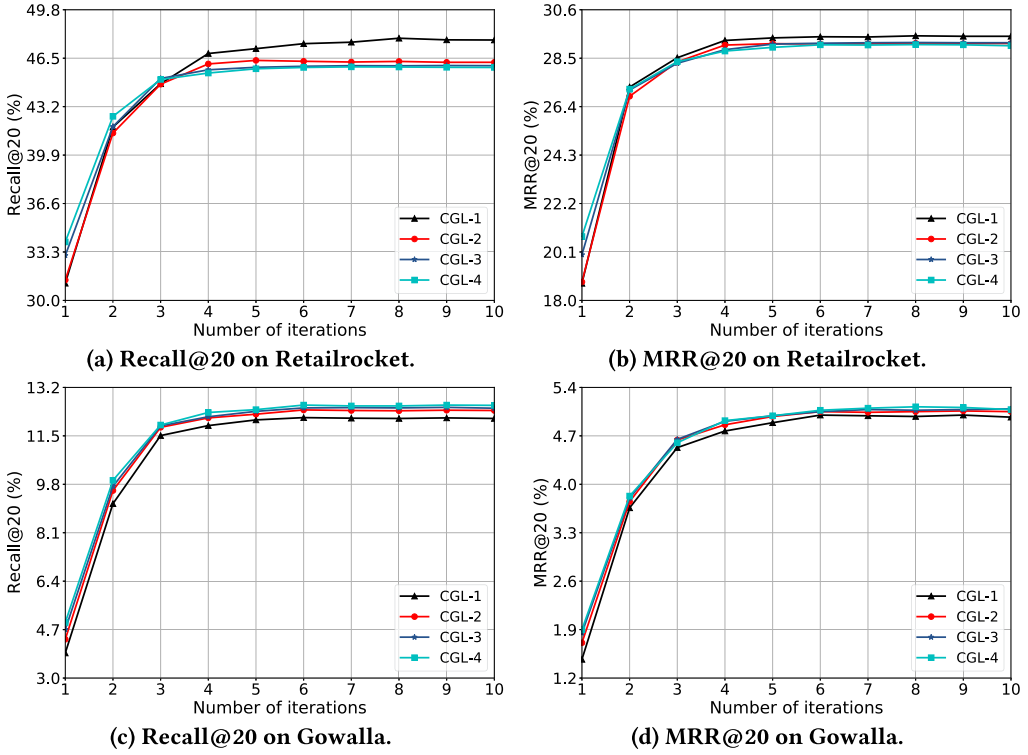 49.8
46.5
43.2
39.9
36.6
33.3
30.0
Recall@20 (%)
CGL-1
CGL-2
CGL-3
CGL-4
1 2 3 4 5 6 7 8 9 10
Number of iterations
(a) Recall@20 on Retailrocket.
30.6
28.5
26.4
24.3
22.2
20.1
18.0
MRR@20 (%)
CGL-1
CGL-2
CGL-3
CGL-4
1 2 3 4 5 6 7 8 9 10
Number of iterations
(b) MRR@20 on Retailrocket.
13.2
11.5
9.8
8.1
6.4
4.7
3.0
Recall@20 (%)
CGL-1
CGL-2
CGL-3
CGL-4
1 2 3 4 5 6 7 8 9 10
Number of iterations
(c) Recall@20 on Gowalla.
5.4
4.7
4.0
3.3
2.6
1.9
1.2
MRR@20 (%)
CGL-1
CGL-2
CGL-3
CGL-4
1 2 3 4 5 6 7 8 9 10
Number of iterations
(d) MRR@20 on Gowalla.